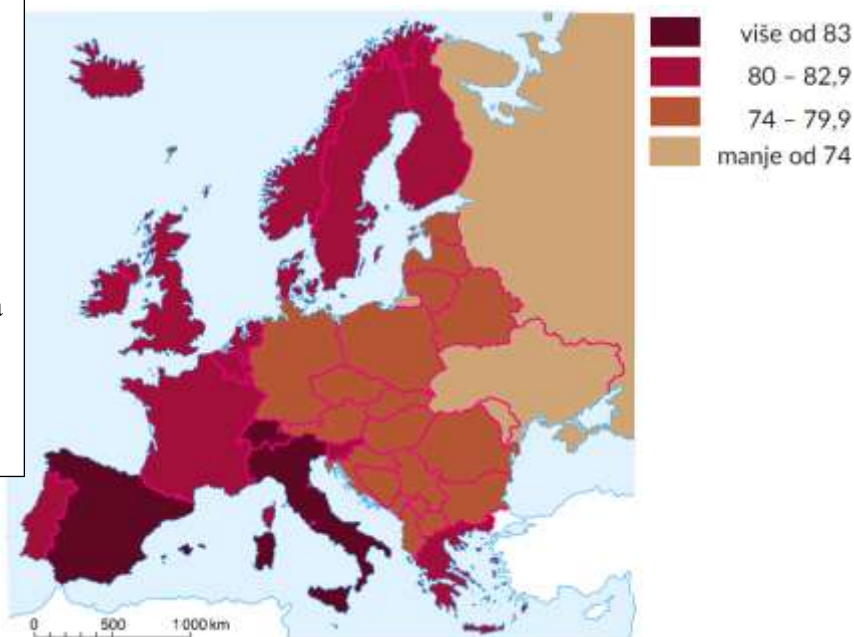 više od 83
80 – 82,9
74 – 79,9
manje od 74
0 500 1 000 km